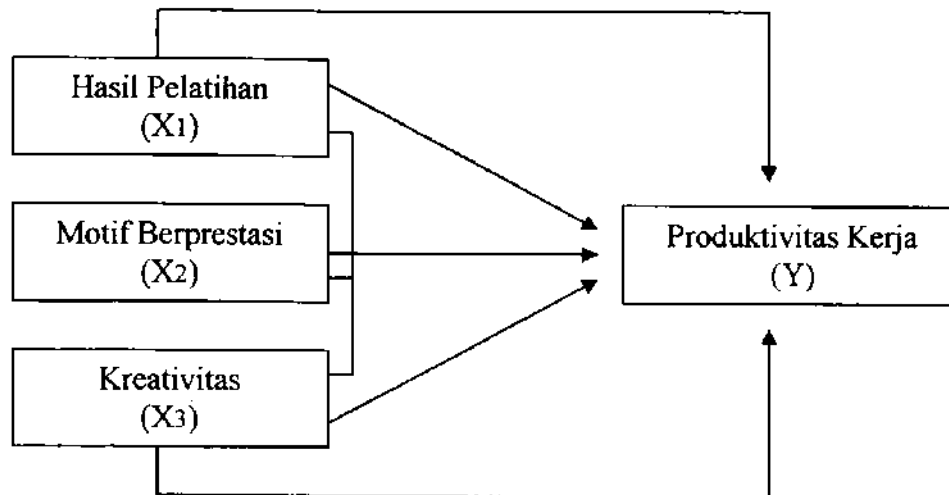 Hasil Pelatihan
(X1)
Motif Berprestasi
(X2)
Produktivitas Kerja
(Y)
Kreativitas
(X3)